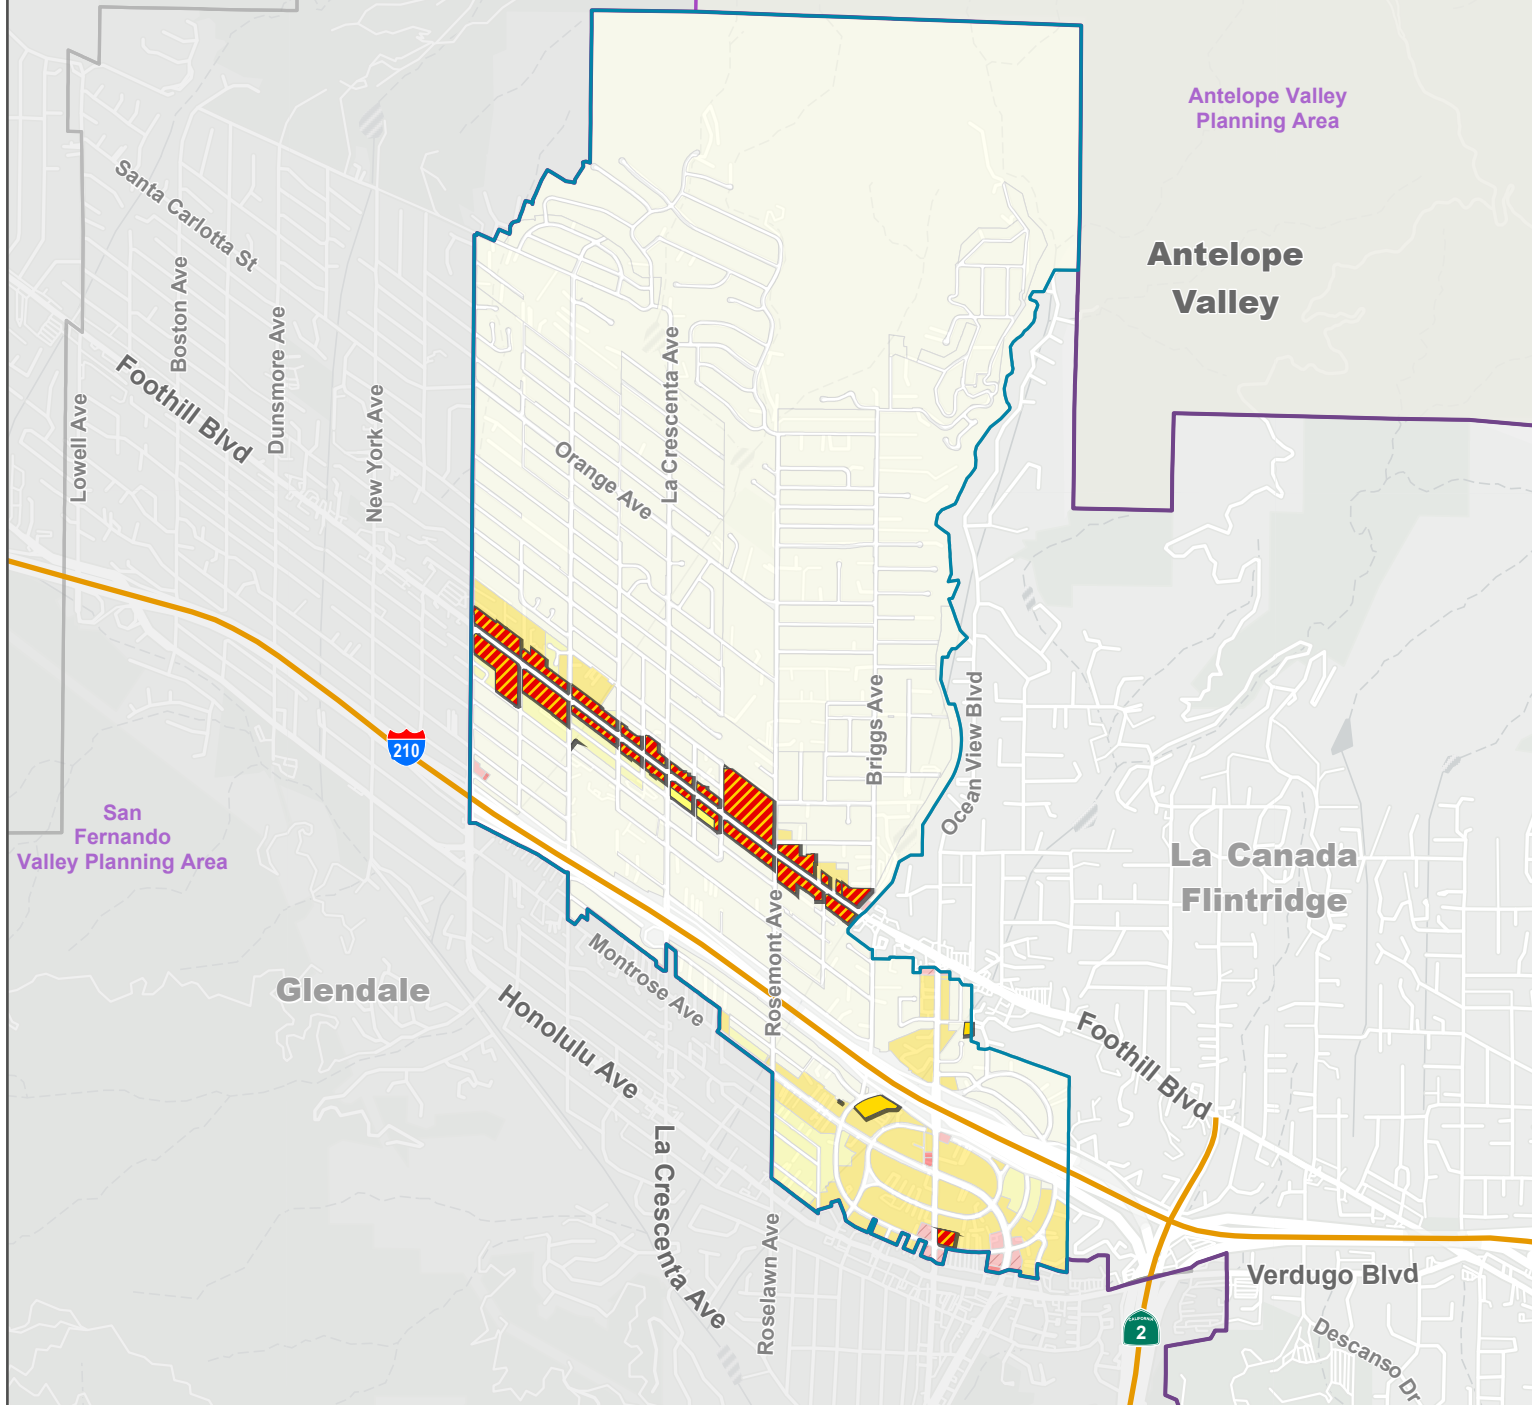 Antelope Valley
Planning Area
Santa Carlotta St
Antelope
Valley
Boston Ave
Dunsmore Ave
Foothill Blvd
La Crescenta Ave
New York Ave
Lowell Ave
Orange Ave
Briggs Ave
Ocean View Blvd
210
San
Fernando
Valley Planning Area
La Canada
Flintridge
Rosemont Ave
Montrose Ave
Glendale
Honolulu Ave
Foothill Blvd
La Crescenta Ave
Roselawn Ave
Verdugo Blvd
CALIFORNIA
2
Descanso Dr